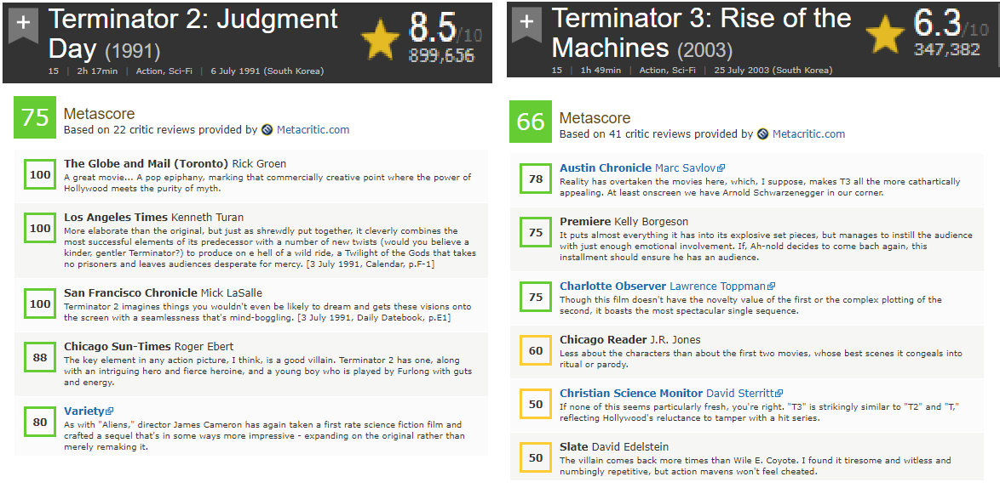 +
Terminator 2: Judgment
Day (1991)
15 | 2h 17min | Action, Sci-Fi | 6 July 1991 (South Korea)
8.5/10
899,656
75
Metascore
Based on 22 critic reviews provided by Metacritic.com
100
The Globe and Mail (Toronto) Rick Groen
A great movie... A pop epiphany, marking that commercially creative point where the power of
Hollywood meets the purity of myth.
100
Los Angeles Times Kenneth Turan
More elaborate than the original, but just as shrewdly put together, it cleverly combines the
most successful elements of its predecessor with a number of new twists (would you believe a
kinder, gentler Terminator?) to produce on e hell of a wild ride, a Twilight of the Gods that takes
no prisoners and leaves audiences desperate for mercy. [3 July 1991, Calendar, p.F-1]
100
San Francisco Chronicle Mick LaSalle
Terminator 2 imagines things you wouldn't even be likely to dream and gets these visions onto
the screen with a seamlessness that's mind-boggling. [3 July 1991, Daily Datebook, p.E1]
88
Chicago Sun-Times Roger Ebert
The key element in any action picture, I think, is a good villain. Terminator 2 has one, along
with an intriguing hero and fierce heroine, and a young boy who is played by Furlong with guts
and energy.
80
Variety
As with "Aliens," director James Cameron has again taken a first rate science fiction film and
crafted a sequel that's in some ways more impressive - expanding on the original rather than
merely remaking it.
+
Terminator 3: Rise of the
Machines (2003)
15 | 1h 49min | Action, Sci-Fi | 25 July 2003 (South Korea)
6.3/10
347,382
66
Metascore
Based on 41 critic reviews provided by Metacritic.com
78
Austin Chronicle Marc Savlov
Reality has overtaken the movies here, which, I suppose, makes T3 all the more cathartically
appealing. At least onscreen we have Arnold Schwarzenegger in our corner.
75
Premiere Kelly Borgeson
It puts almost everything it has into its explosive set pieces, but manages to instill the audience
with just enough emotional involvement. If, Ah-nold decides to come bach again, this
installment should ensure he has an audience.
75
Charlotte Observer Lawrence Toppman
Though this film doesn't have the novelty value of the first or the complex plotting of the
second, it boasts the most spectacular single sequence.
60
Chicago Reader J.R. Jones
Less about the characters than about the first two movies, whose best scenes it congeals into
ritual or parody.
50
Christian Science Monitor David Sterritt
If none of this seems particularly fresh, you're right. "T3" is strikingly similar to "T2" and "T,"
reflecting Hollywood's reluctance to tamper with a hit series.
50
Slate David Edelstein
The villain comes back more times than Wile E. Coyote. I found it tiresome and witless and
numbingly repetitive, but action mavens won't feel cheated.